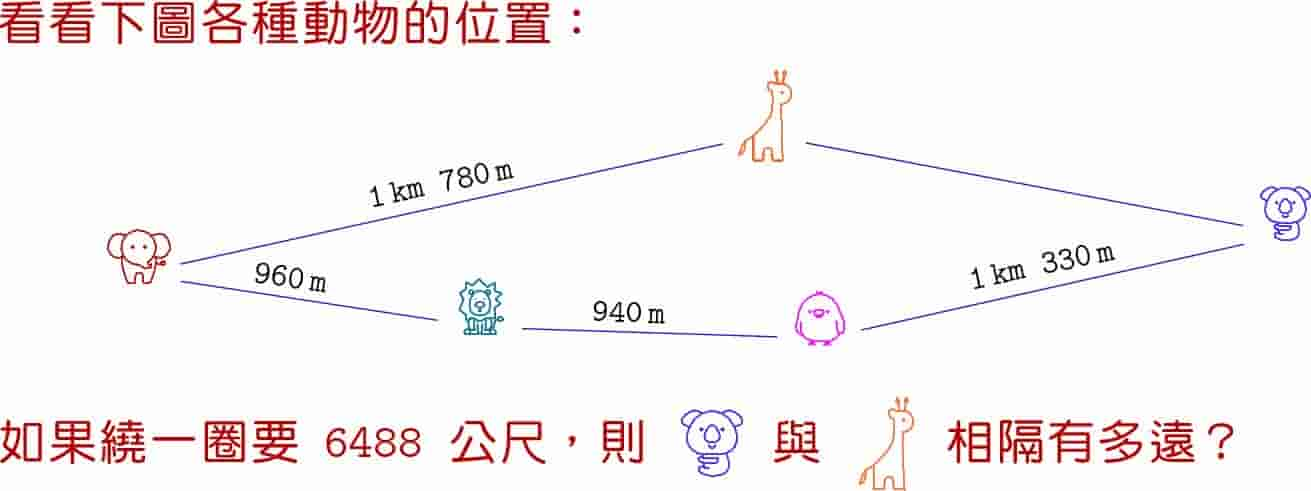 看看下圖各種動物的位置：
1 km 780 m
960 m
940 m
1 km 330 m
如果繞一圈要 6488 公尺，則 與 相隔有多遠？